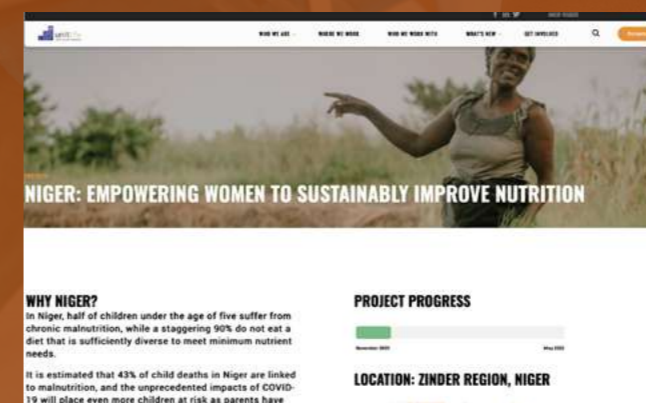 unitlife
WHO WE ARE
WHERE WE WORK
WHO WE WORK WITH
WHAT'S NEW
GET INVOLVED
NIGER: EMPOWERING WOMEN TO SUSTAINABLY IMPROVE NUTRITION
WHY NIGER?
In Niger, half of children under the age of five suffer from
chronic malnutrition, while a staggering 90% do not eat a
diet that is sufficiently diverse to meet minimum nutrient
needs.
It is estimated that 43% of child deaths in Niger are linked
to malnutrition, and the unprecedented impacts of COVID-
19 will place even more children at risk as parents have
PROJECT PROGRESS
LOCATION: ZINDER REGION, NIGER